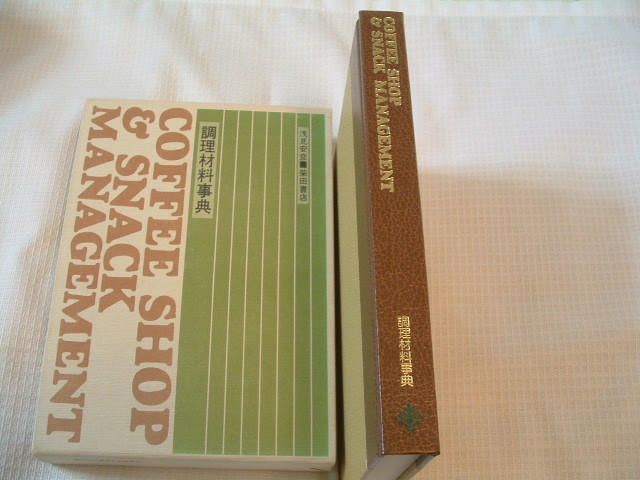 COFFEE SHOP
& SNACK
MANAGEMENT
調理材料事典
浅見安彦■柴田書店
COFFEE SHOP
& SNACK MANAGEMENT
調理材料事典